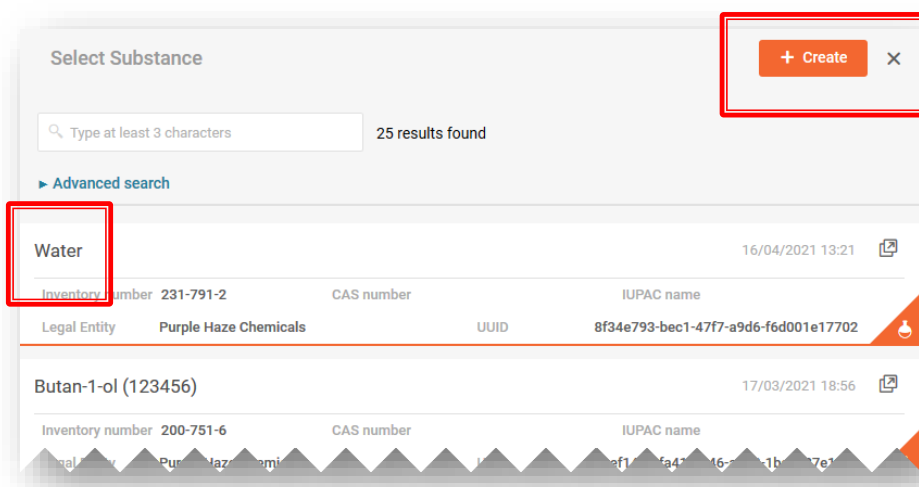 Select Substance
+ Create
Type at least 3 characters
25 results found
Advanced search
Water
16/04/2021 13:21
Inventory number 231-791-2 CAS number IUPAC name
Legal Entity Purple Haze Chemicals UUID 8f34e793-bec1-47f7-a9d6-f6d001e17702
Butan-1-ol (123456)
17/03/2021 18:56
Inventory number 200-751-6 CAS number IUPAC name